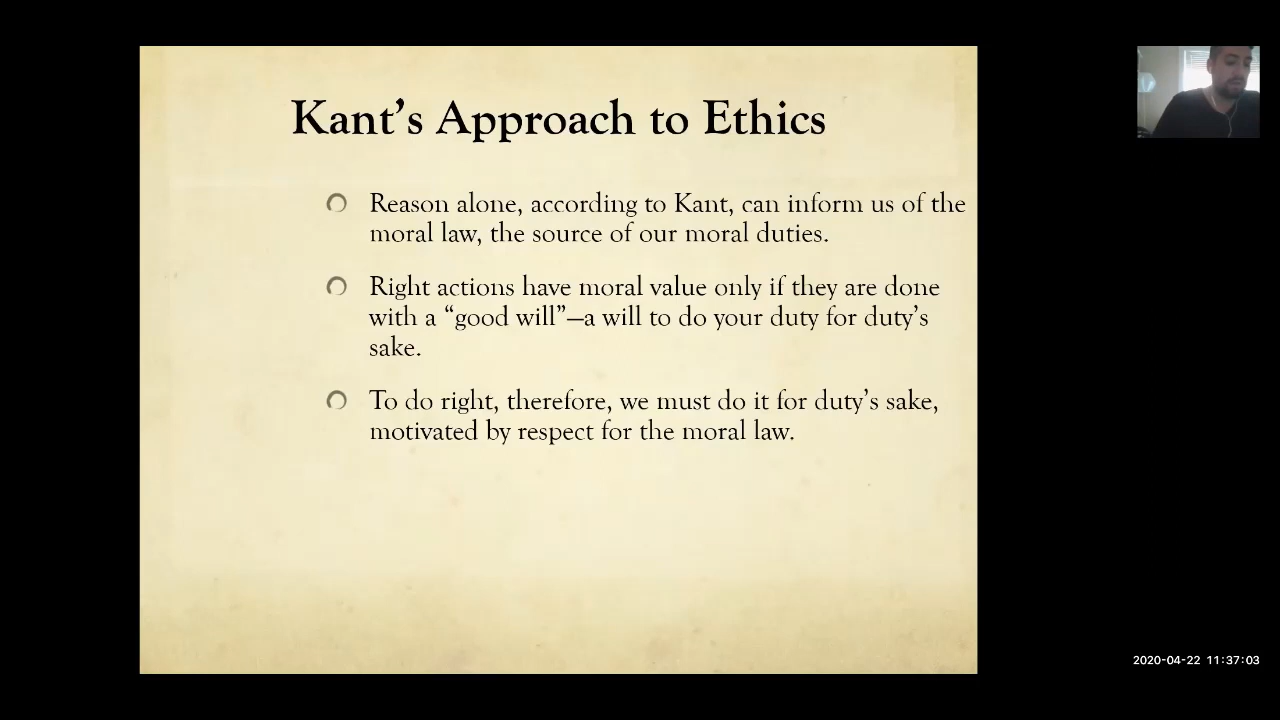 Kant’s Approach to Ethics
Reason alone, according to Kant, can inform us of the
moral law, the source of our moral duties.
Right actions have moral value only if they are done
with a “good will”—a will to do your duty for duty’s
sake.
To do right, therefore, we must do it for duty’s sake,
motivated by respect for the moral law.
2020-04-22 11:37:03